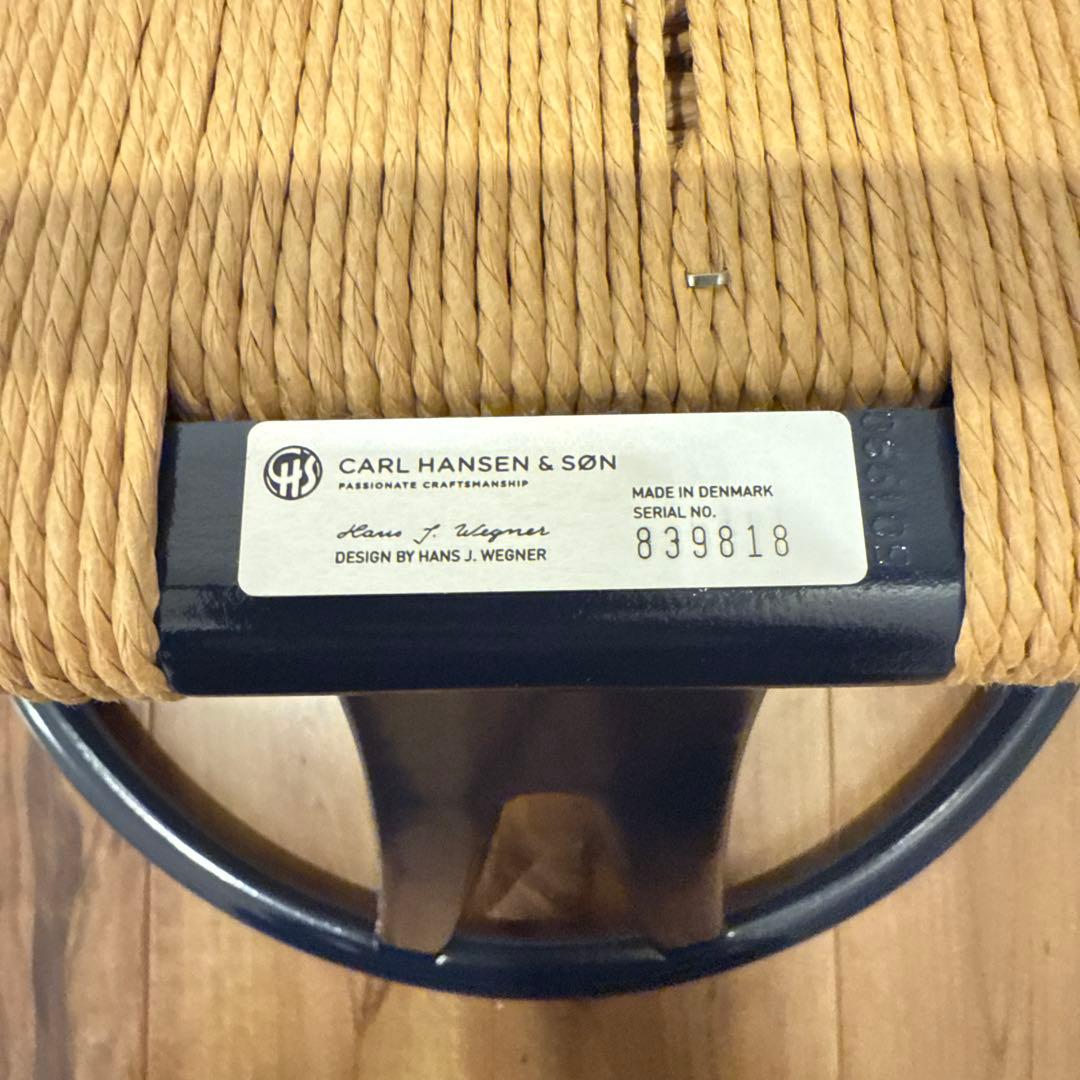 CHS
CARL HANSEN & SØN
PASSIONATE CRAFTSMANSHIP
Hans J. Wegner
DESIGN BY HANS J. WEGNER
MADE IN DENMARK
SERIAL NO.
839818